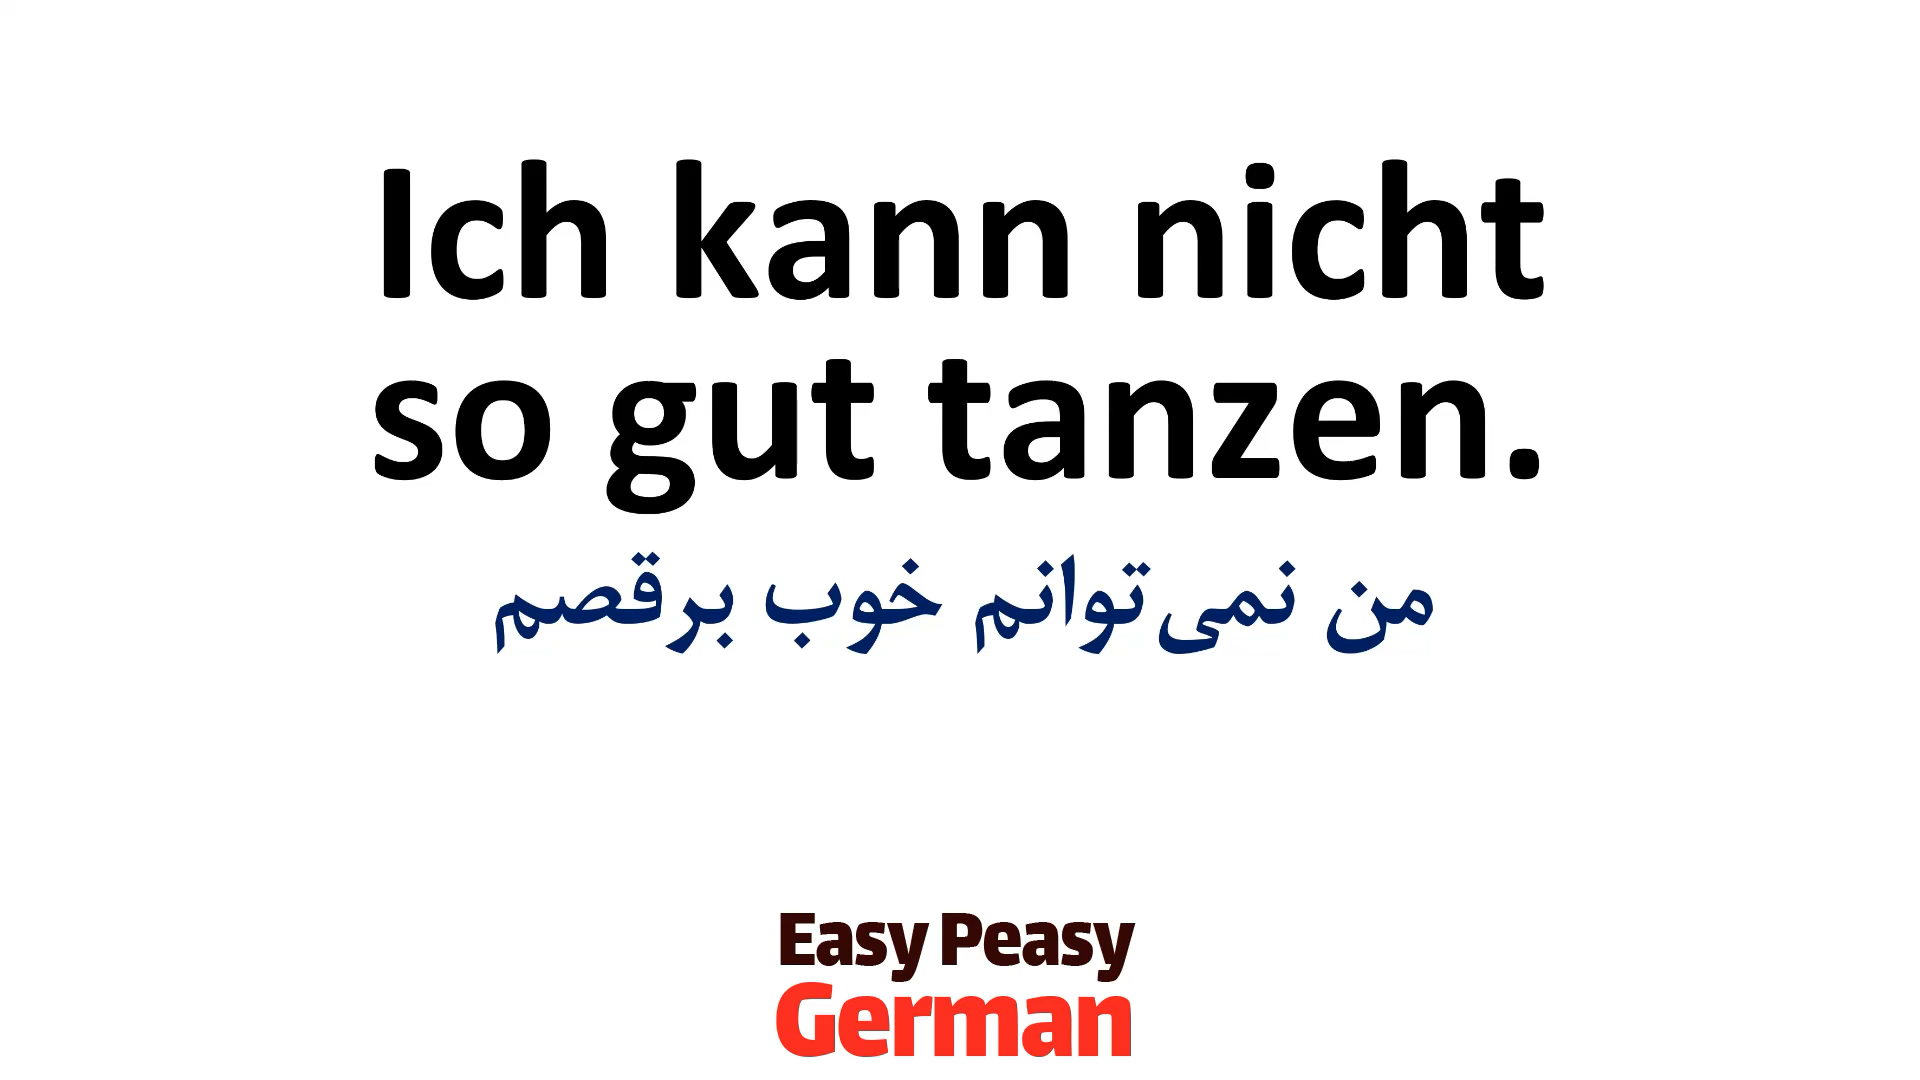 Ich kann nicht
so gut tanzen.
من نمی‌توانم خوب برقصم
Easy Peasy
German